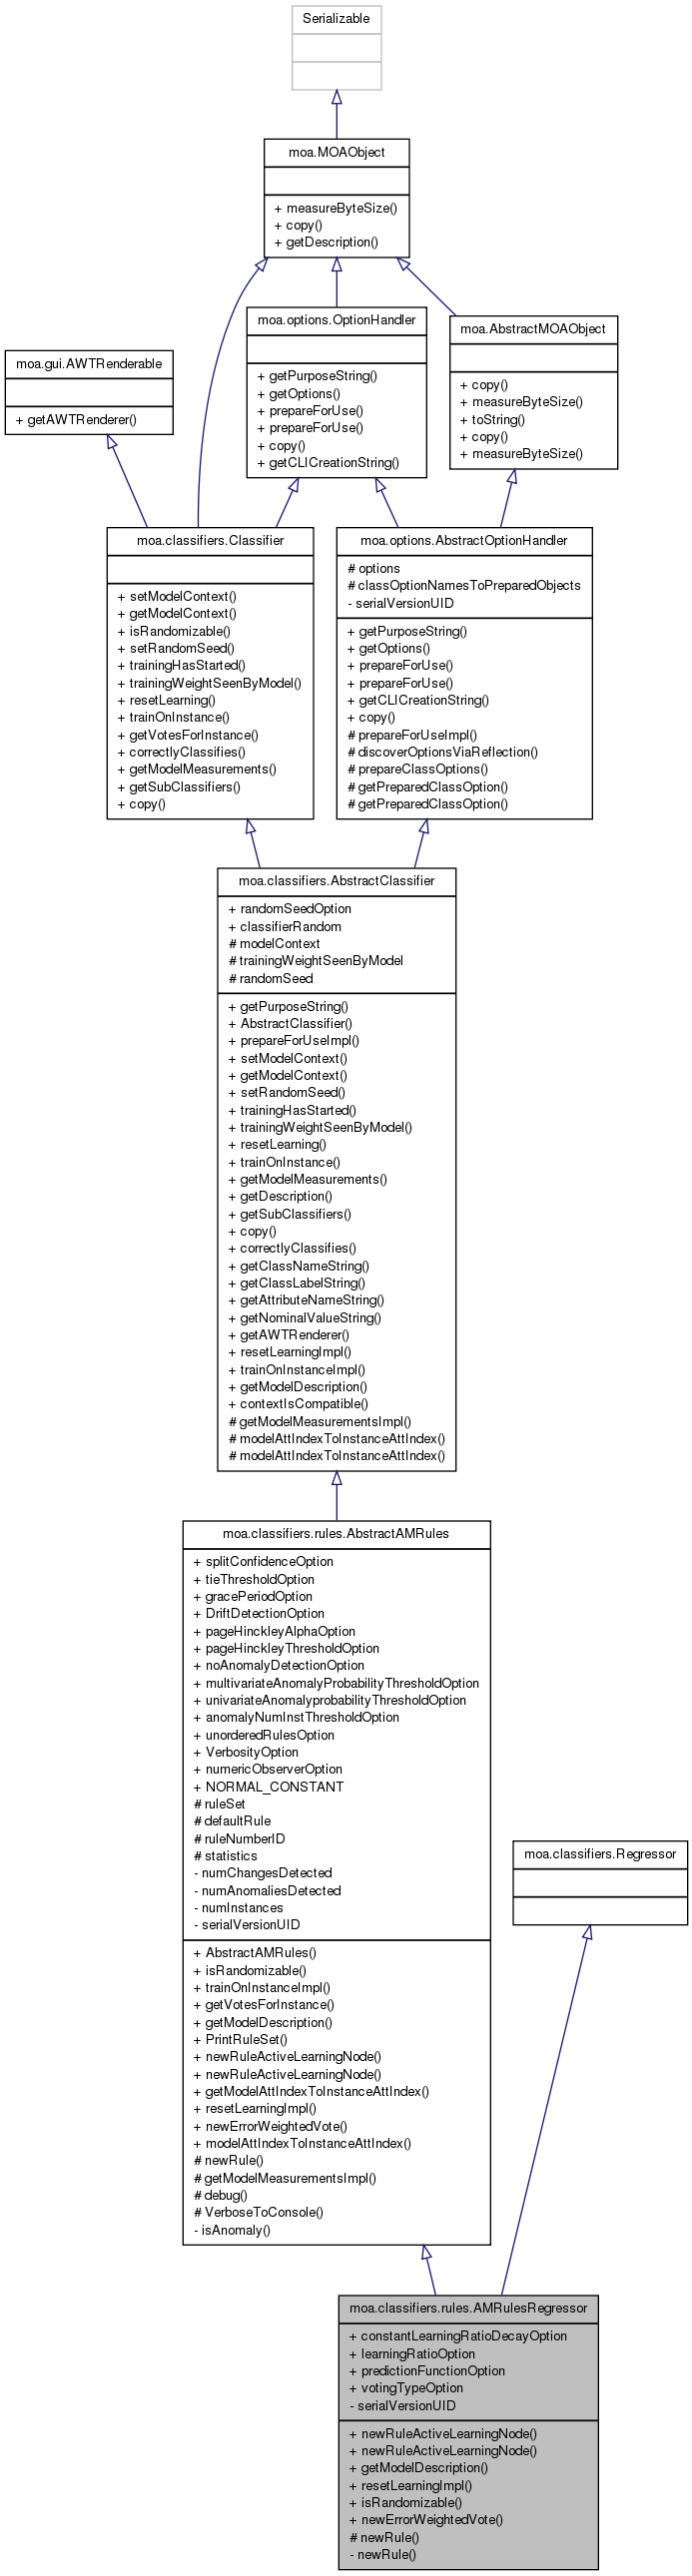 Serializable
moa.MOAObject
+ measureByteSize()
+ copy()
+ getDescription()
moa.options.OptionHandler
+ getPurposeString()
+ getOptions()
+ prepareForUse()
+ prepareForUse()
+ copy()
+ getCLICreationString()
moa.AbstractMOAObject
+ copy()
+ measureByteSize()
+ toString()
+ copy()
+ measureByteSize()
moa.gui.AWTRenderable
+ getAWTRenderer()
moa.classifiers.Classifier
+ setModelContext()
+ getModelContext()
+ isRandomizable()
+ setRandomSeed()
+ trainingHasStarted()
+ trainingWeightSeenByModel()
+ resetLearning()
+ trainOnInstance()
+ getVotesForInstance()
+ correctlyClassifies()
+ getModelMeasurements()
+ getSubClassifiers()
+ copy()
moa.options.AbstractOptionHandler
# options
# classOptionNamesToPreparedObjects
- serialVersionUID
+ getPurposeString()
+ getOptions()
+ prepareForUse()
+ prepareForUse()
+ getCLICreationString()
+ copy()
# prepareForUseImpl()
# discoverOptionsViaReflection()
# prepareClassOptions()
# getPreparedClassOption()
# getPreparedClassOption()
moa.classifiers.AbstractClassifier
+ randomSeedOption
+ classifierRandom
# modelContext
# trainingWeightSeenByModel
# randomSeed
+ getPurposeString()
+ AbstractClassifier()
+ prepareForUseImpl()
+ setModelContext()
+ getModelContext()
+ setRandomSeed()
+ trainingHasStarted()
+ trainingWeightSeenByModel()
+ resetLearning()
+ trainOnInstance()
+ getModelMeasurements()
+ getDescription()
+ getSubClassifiers()
+ copy()
+ correctlyClassifies()
+ getClassNameString()
+ getClassLabelString()
+ getAttributeNameString()
+ getNominalValueString()
+ getAWTRenderer()
+ resetLearningImpl()
+ trainOnInstanceImpl()
+ getModelDescription()
+ contextIsCompatible()
# getModelMeasurementsImpl()
# modelAttIndexToInstanceAttIndex()
# modelAttIndexToInstanceAttIndex()
moa.classifiers.rules.AbstractAMRules
+ splitConfidenceOption
+ tieThresholdOption
+ gracePeriodOption
+ DriftDetectionOption
+ pageHinckleyAlphaOption
+ pageHinckleyThresholdOption
+ noAnomalyDetectionOption
+ multivariateAnomalyProbabilityThresholdOption
+ univariateAnomalyprobabilityThresholdOption
+ anomalyNumInstThresholdOption
+ unorderedRulesOption
+ VerbosityOption
+ numericObserverOption
+ NORMAL_CONSTANT
# ruleSet
# defaultRule
# ruleNumberID
# statistics
- numChangesDetected
- numAnomaliesDetected
- numInstances
- serialVersionUID
+ AbstractAMRules()
+ isRandomizable()
+ trainOnInstanceImpl()
+ getVotesForInstance()
+ getModelDescription()
+ PrintRuleSet()
+ newRuleActiveLearningNode()
+ newRuleActiveLearningNode()
+ getModelAttIndexToInstanceAttIndex()
+ resetLearningImpl()
+ newErrorWeightedVote()
+ modelAttIndexToInstanceAttIndex()
# newRule()
# getModelMeasurementsImpl()
# debug()
# VerboseToConsole()
- isAnomaly()
moa.classifiers.Regressor
moa.classifiers.rules.AMRulesRegressor
+ constantLearningRatioDecayOption
+ learningRatioOption
+ predictionFunctionOption
+ votingTypeOption
- serialVersionUID
+ newRuleActiveLearningNode()
+ newRuleActiveLearningNode()
+ getModelDescription()
+ resetLearningImpl()
+ isRandomizable()
+ newErrorWeightedVote()
# newRule()
- newRule()